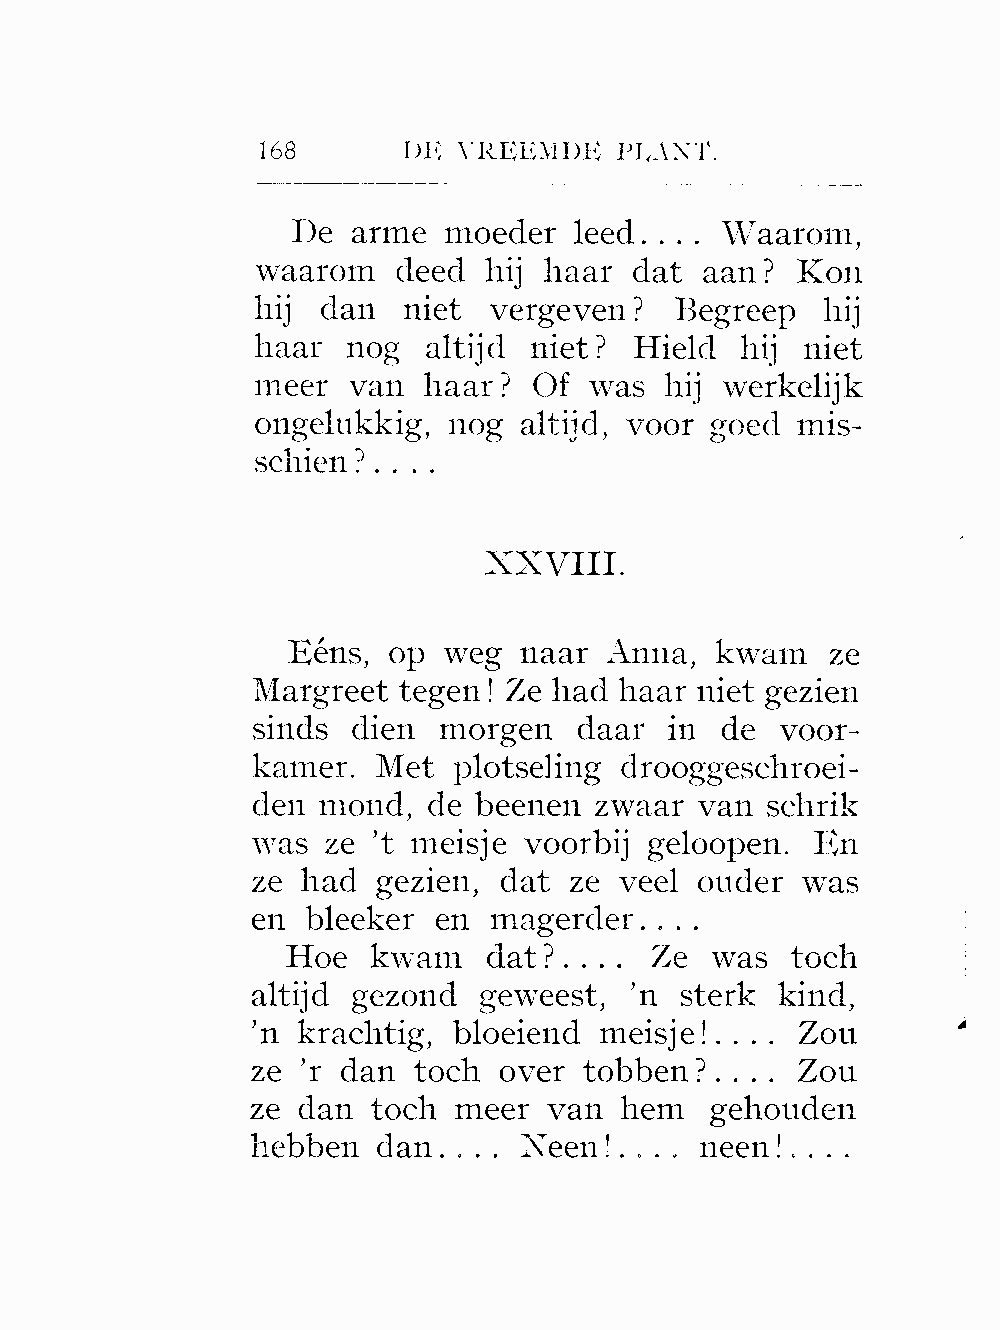 168 DE VREEMDE PLANT.
De arme moeder leed.... Waarom,
waarom deed hij haar dat aan? Kon
hij dan niet vergeven? Begreep hij
haar nog altijd niet? Hield hij niet
meer van haar? Of was hij werkelijk
ongelukkig, nog altijd, voor goed mis-
schien?....
XXVIII.
Eéns, op weg naar Anna, kwam ze
Margreet tegen! Ze had haar niet gezien
sinds dien morgen daar in de voor-
kamer. Met plotseling drooggeschroei-
den mond, de beenen zwaar van schrik
was ze 't meisje voorbij geloopen. En
ze had gezien, dat ze veel ouder was
en bleeker en magerder....
Hoe kwam dat?.... Ze was toch
altijd gezond geweest, 'n sterk kind,
'n krachtig, bloeiend meisje!.... Zou
ze 'r dan toch over tobben?.... Zou
ze dan toch meer van hem gehouden
hebben dan.... Neen!.... neen!....